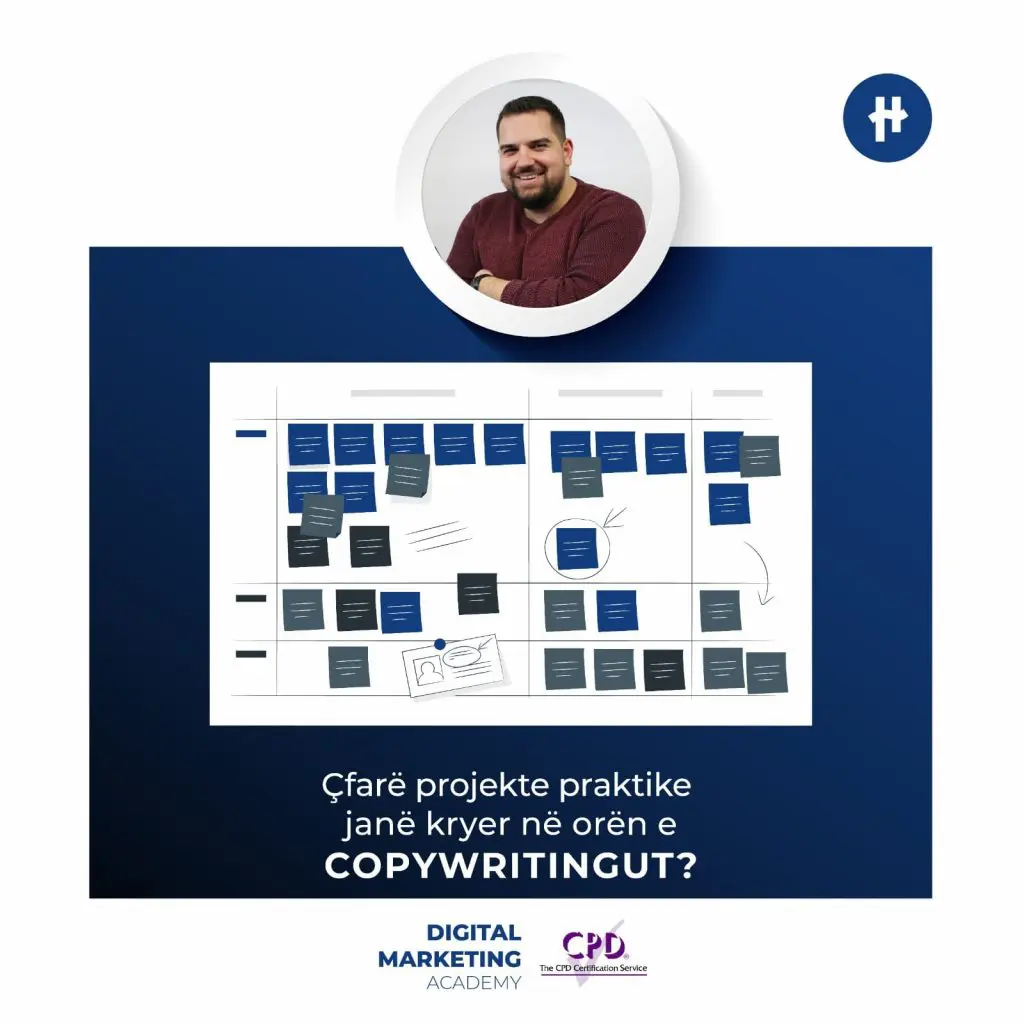 Çfarë projekte praktike
janë kryer në orën e
COPYWRITINGUT?
DIGITAL
MARKETING
ACADEMY
CPD
The CPD Certification Service